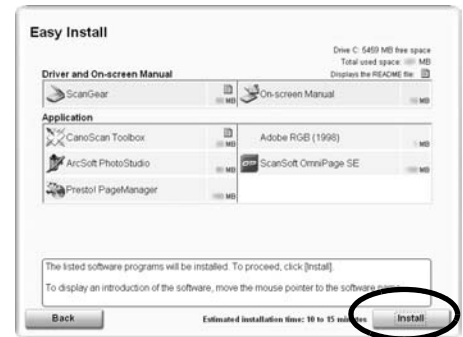 Easy Install
Drive C: 5459 MB free space
Total used space: MB
Driver and On-screen Manual
Displays the README file:
ScanGear MB
On-screen Manual MB
Application
CanoScan Toolbox MB
Adobe RGB (1998) MB
ArcSoft PhotoStudio MB
ScanSoft OmniPage SE MB
Presto! PageManager MB
The listed software programs will be installed. To proceed, click [Install].
To display an introduction of the software, move the mouse pointer to the software name.
Back
Estimated installation time: 10 to 15 minutes
Install